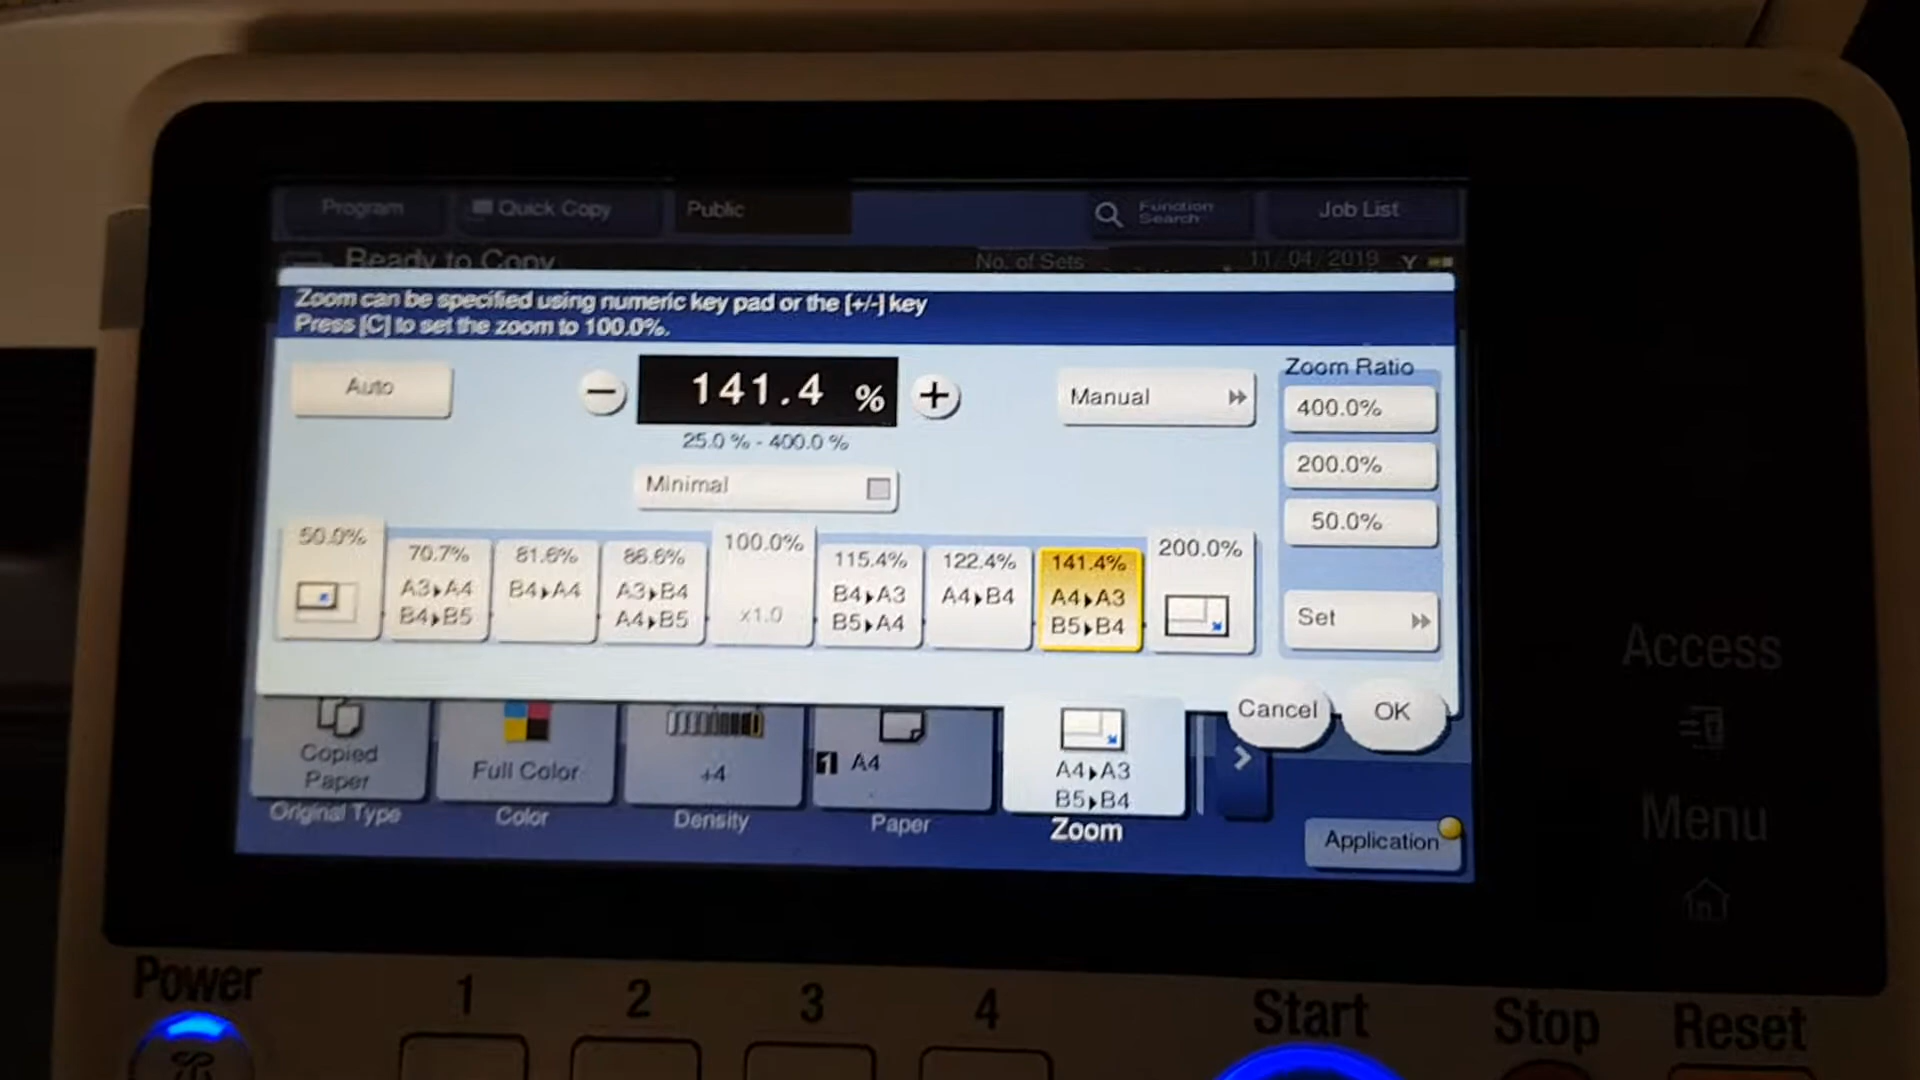 Program
Quick Copy
Public
Function Search
Job List
Ready to Copy
No. of Sets
11/04/2019
Y
Zoom can be specified using numeric key pad or the [+/-] key
Press [C] to set the zoom to 100.0%.
Auto
−
141.4 %
+
Manual
25.0 % - 400.0 %
Minimal
Zoom Ratio
400.0%
200.0%
50.0%
Set
50.0%
70.7%
A3▸A4
B4▸B5
81.6%
B4▸A4
86.6%
A3▸B4
A4▸B5
100.0%
x1.0
115.4%
B4▸A3
B5▸A4
122.4%
A4▸B4
141.4%
A4▸A3
B5▸B4
200.0%
Cancel
OK
Copied
Paper
Original Type
Full Color
Color
+4
Density
1 A4
Paper
A4▸A3
B5▸B4
Zoom
Application
Access
Menu
Power
1
2
3
4
Start
Stop
Reset